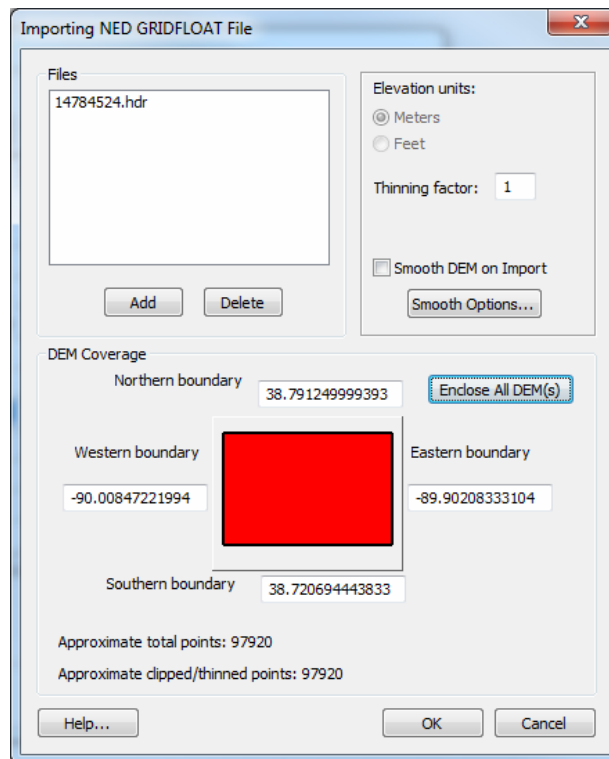 Importing NED GRIDFLOAT File
Files
14784524.hdr
Add
Delete
Elevation units:
Meters
Feet
Thinning factor: 1
Smooth DEM on Import
Smooth Options...
DEM Coverage
Northern boundary
38.791249999393
Enclose All DEM(s)
Western boundary
Eastern boundary
-90.00847221994
-89.90208333104
Southern boundary
38.720694443833
Approximate total points: 97920
Approximate clipped/thinned points: 97920
Help...
OK
Cancel